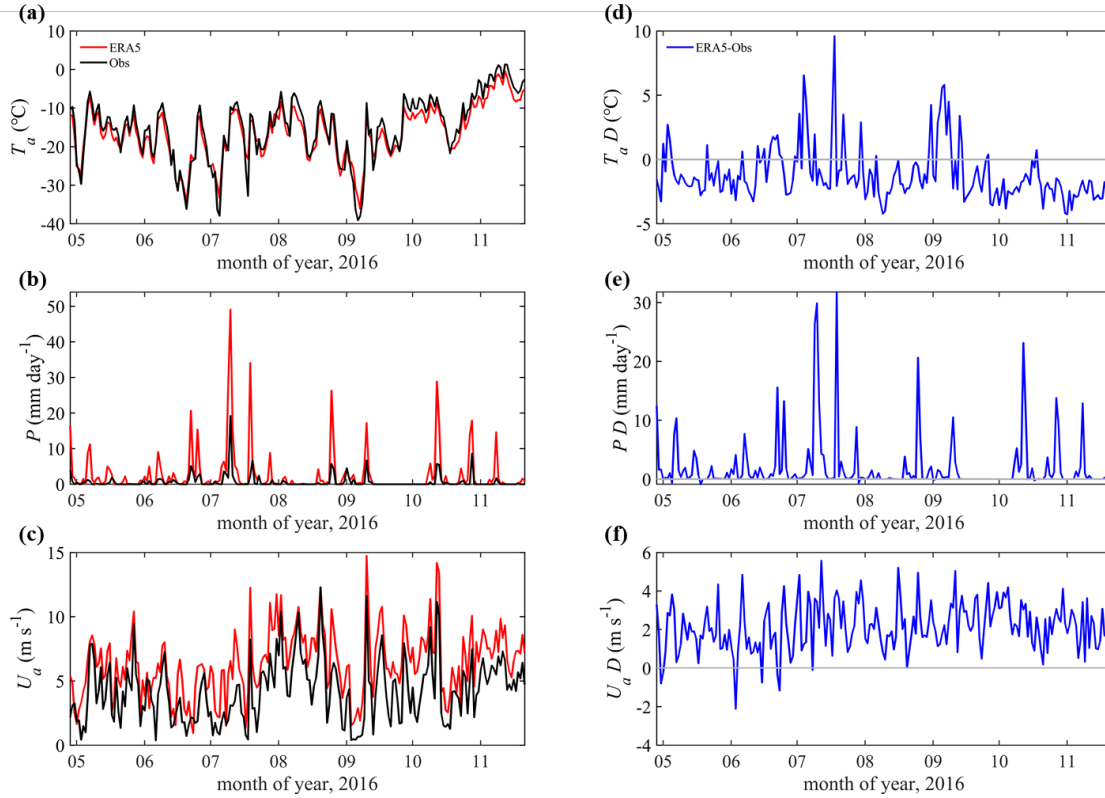 (a)
10
0
-10
-20
-30
-40
Ta (°C)
ERA5
Obs
05 06 07 08 09 10 11
month of year, 2016
(d)
10
5
0
-5
Ta D (°C)
ERA5-Obs
05 06 07 08 09 10 11
month of year, 2016
(b)
50
40
30
20
10
0
P (mm day-1)
05 06 07 08 09 10 11
month of year, 2016
(e)
30
20
10
0
P D (mm day-1)
05 06 07 08 09 10 11
month of year, 2016
(c)
15
10
5
0
Ua (m s-1)
05 06 07 08 09 10 11
month of year, 2016
(f)
6
4
2
0
-2
-4
Ua D (m s-1)
05 06 07 08 09 10 11
month of year, 2016